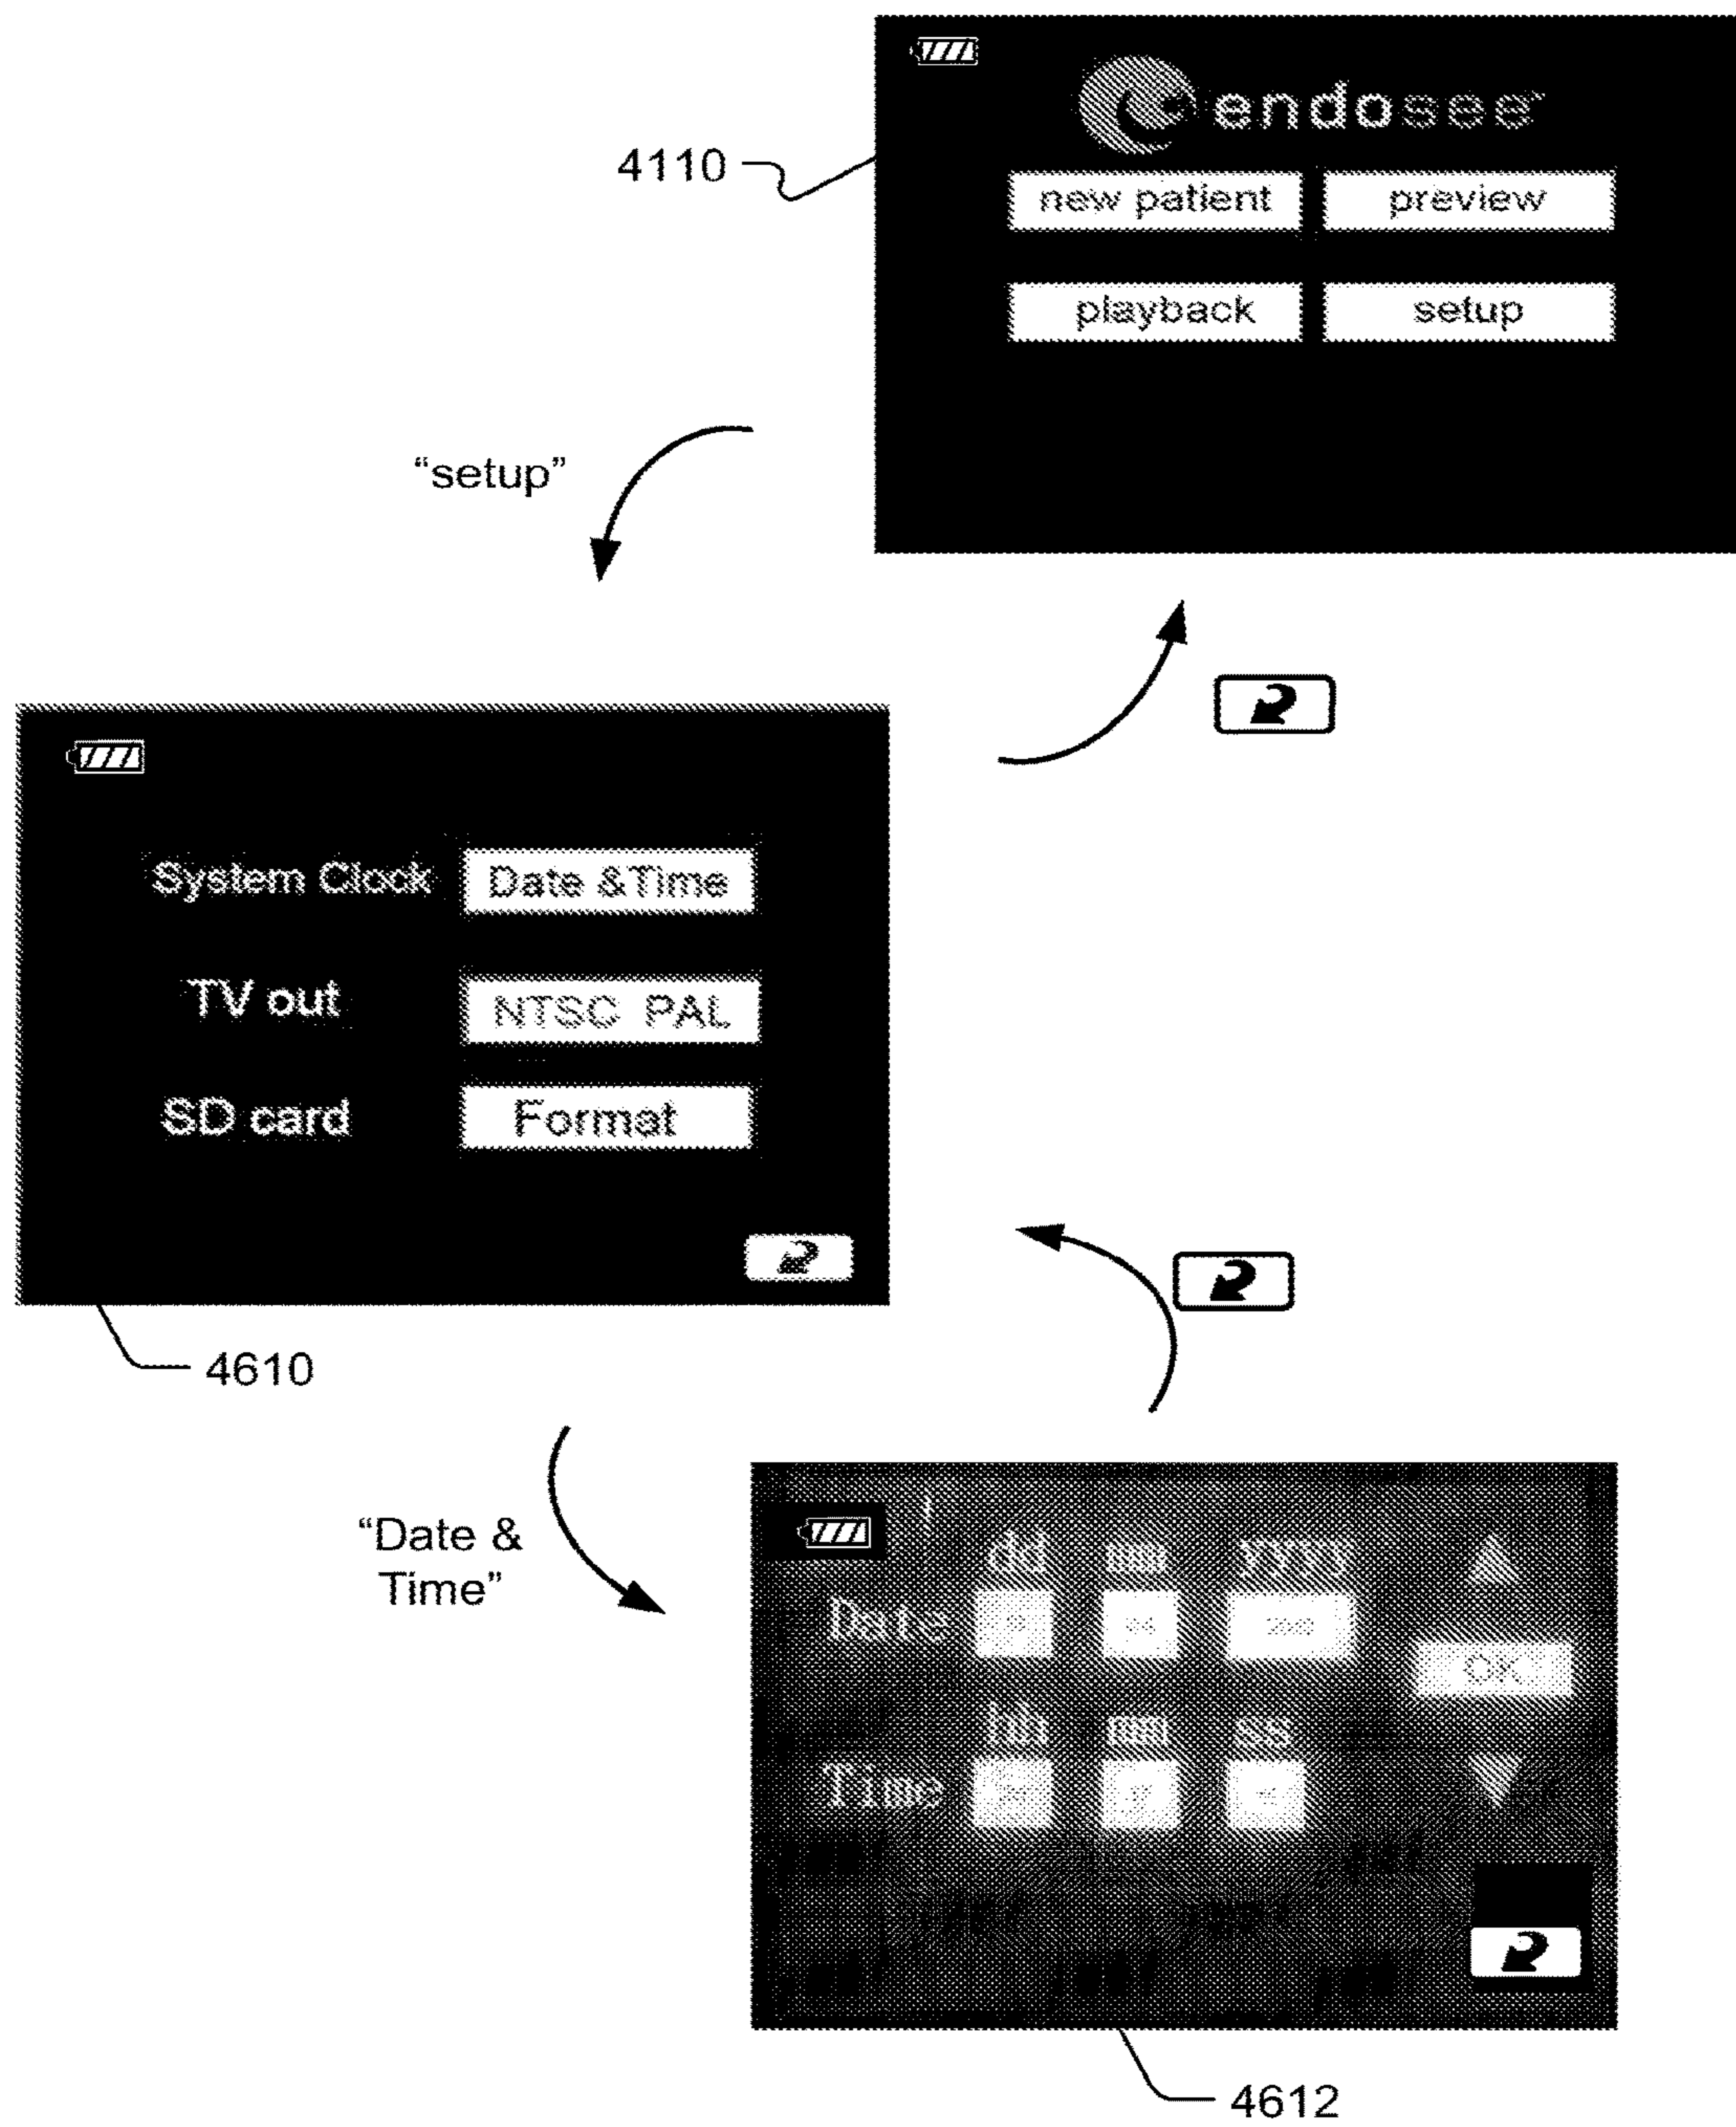 endosee
4110
new patient preview
playback setup
“setup”
System Clock Date &Time
TV out NTSC PAL
SD card Format
4610
“Date &
Time”
dd mm yyyy
Date
OK
hh mm ss
Time
4612